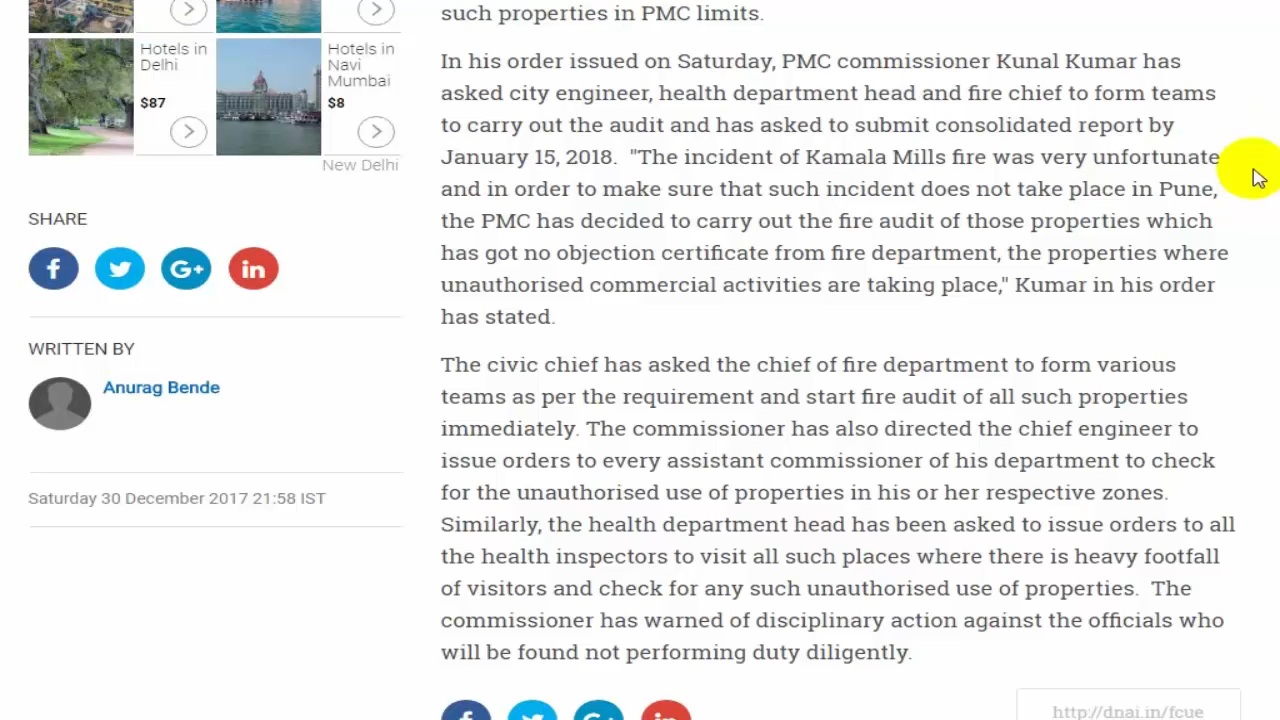 Hotels in
Delhi
$87
Hotels in
Navi
Mumbai
$8
New Delhi
SHARE
f
G+
in
WRITTEN BY
Anurag Bende
Saturday 30 December 2017 21:58 IST
such properties in PMC limits.
In his order issued on Saturday, PMC commissioner Kunal Kumar has
asked city engineer, health department head and fire chief to form teams
to carry out the audit and has asked to submit consolidated report by
January 15, 2018.  "The incident of Kamala Mills fire was very unfortunate
and in order to make sure that such incident does not take place in Pune,
the PMC has decided to carry out the fire audit of those properties which
has got no objection certificate from fire department, the properties where
unauthorised commercial activities are taking place," Kumar in his order
has stated.
The civic chief has asked the chief of fire department to form various
teams as per the requirement and start fire audit of all such properties
immediately. The commissioner has also directed the chief engineer to
issue orders to every assistant commissioner of his department to check
for the unauthorised use of properties in his or her respective zones.
Similarly, the health department head has been asked to issue orders to all
the health inspectors to visit all such places where there is heavy footfall
of visitors and check for any such unauthorised use of properties.  The
commissioner has warned of disciplinary action against the officials who
will be found not performing duty diligently.
http://dnai.in/fcue